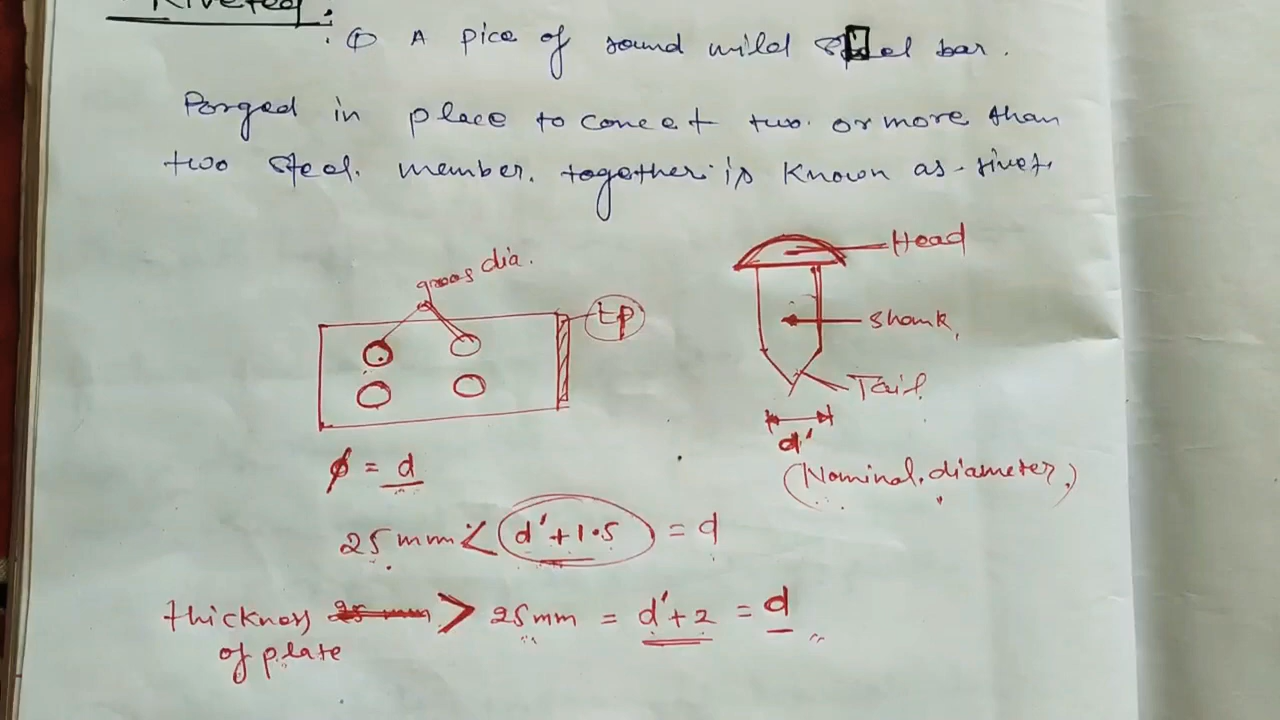 Riveted :
① A pice of round mild steel bar.
Forged in place to conect two or more than
two steel. member. together is known as - rivet.
groos dia.
tp
Head
shank,
Tail
d'
(Nominal. diameter.)
ϕ = d
25 mm < d' + 1.5 = d
thickness > 25 mm = d' + 2 = d
of plate